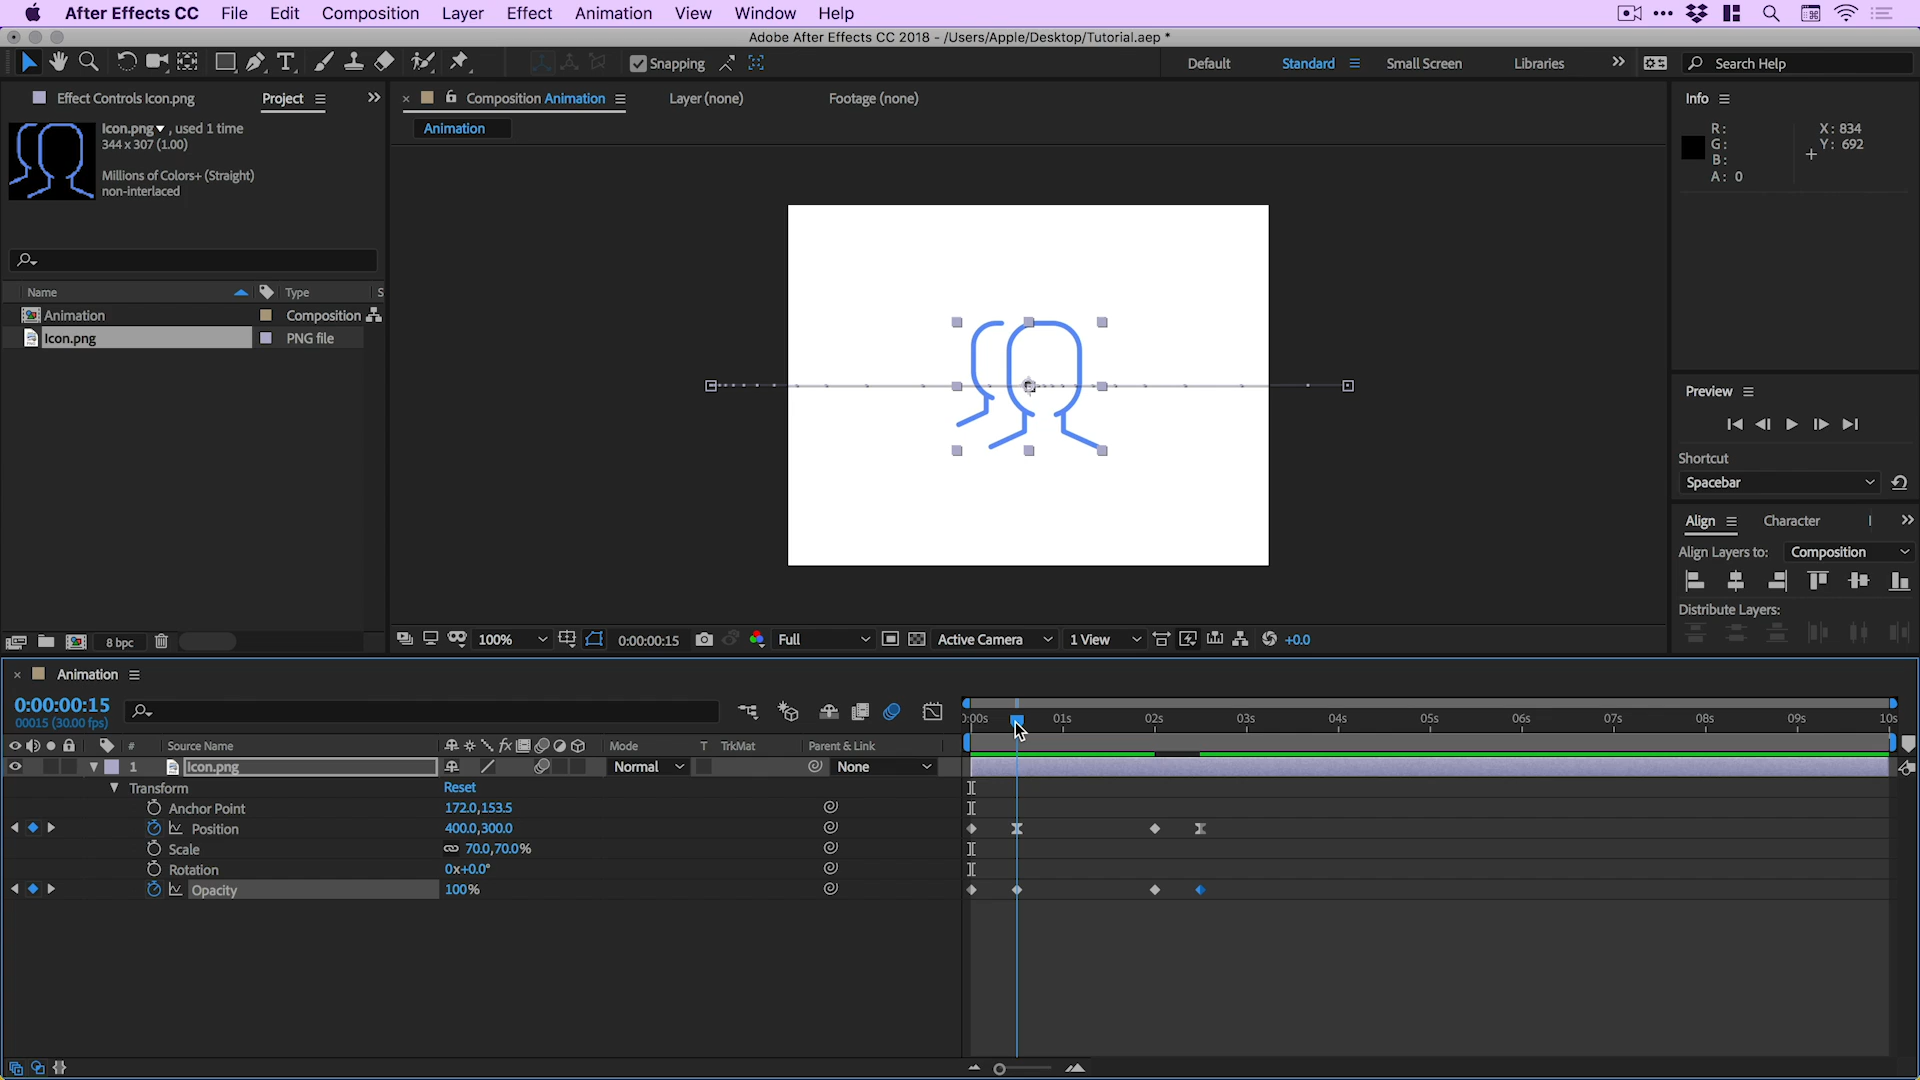 After Effects CC File Edit Composition Layer Effect Animation View Window Help
Adobe After Effects CC 2018 - /Users/Apple/Desktop/Tutorial.aep *
Snapping Default Standard Small Screen Libraries Search Help
Effect Controls Icon.png Project Composition Animation Layer (none) Footage (none) Info
Icon.png , used 1 time
344 x 307 (1.00)
Millions of Colors+ (Straight)
non-interlaced
Animation
R:
G:
B:
A: 0
X: 834
Y: 692
Name Type S
Animation Composition
Icon.png PNG file
Preview
Shortcut
Spacebar
Align Character
Align Layers to: Composition
Distribute Layers:
8 bpc 100% 0:00:00:15 Full Active Camera 1 View +0.0
Animation
0:00:00:15
00015 (30.00 fps)
0:00s 01s 02s 03s 04s 05s 06s 07s 08s 09s 10s
# Source Name Mode T TrkMat Parent & Link
1 Icon.png Normal None
Transform Reset
Anchor Point 172.0,153.5
Position 400.0,300.0
Scale 70.0,70.0%
Rotation 0x+0.0°
Opacity 100%